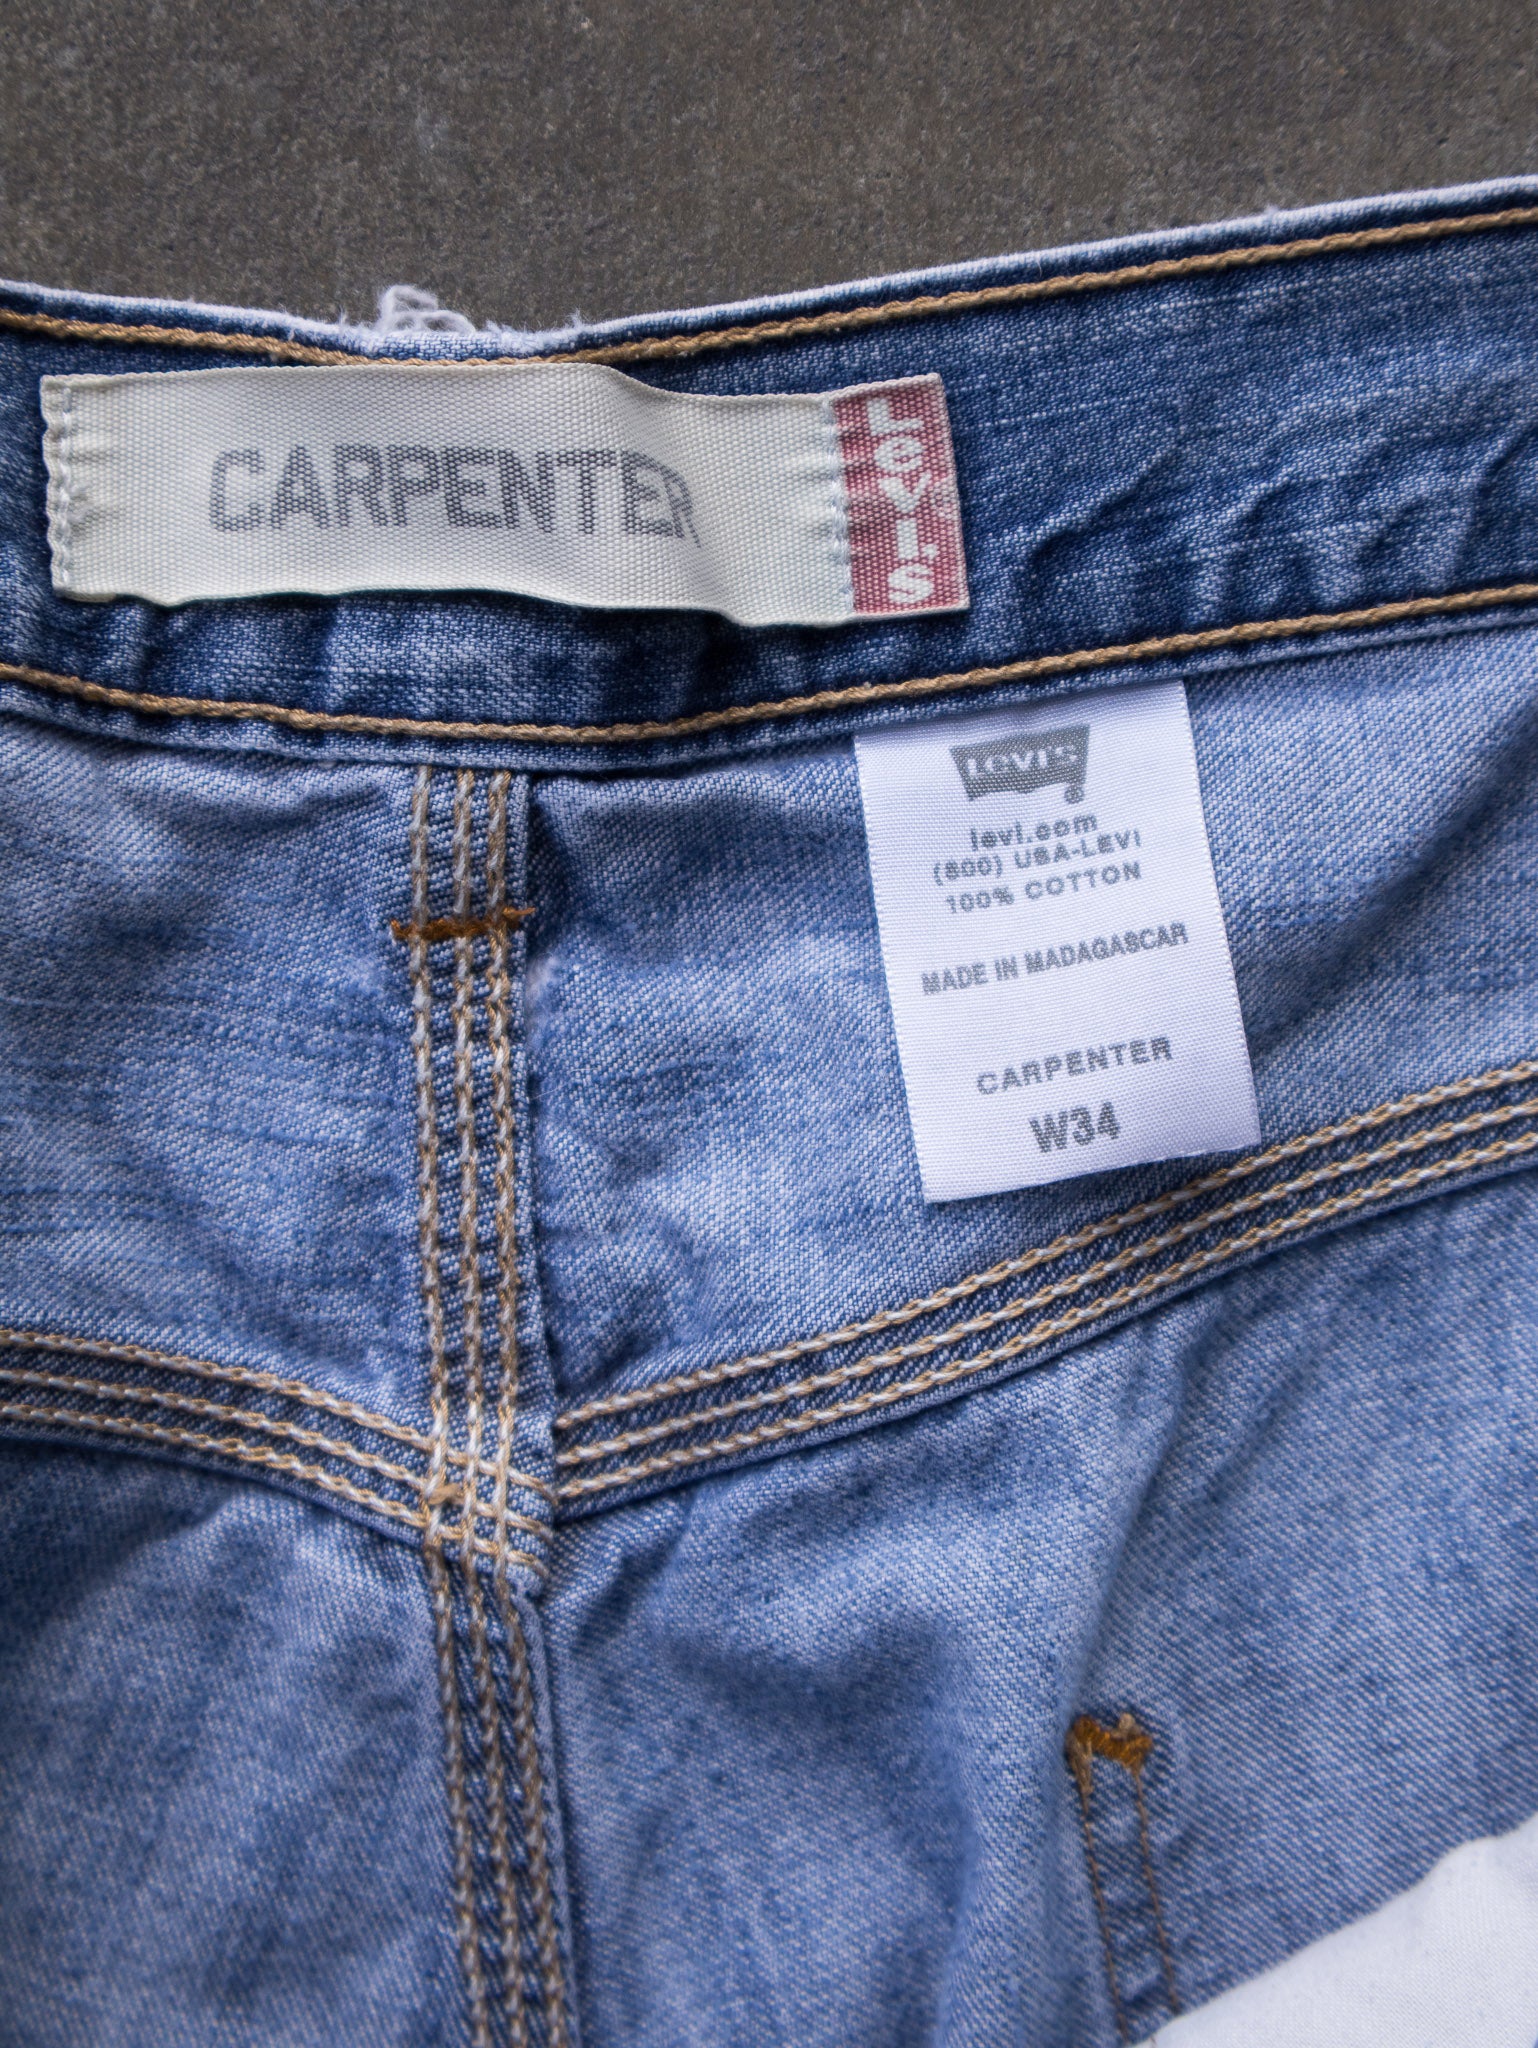 CARPENTER
LEVI'S
LEVI'S
levi.com
(800) USA-LEVI
100% COTTON
MADE IN MADAGASCAR
CARPENTER
W34